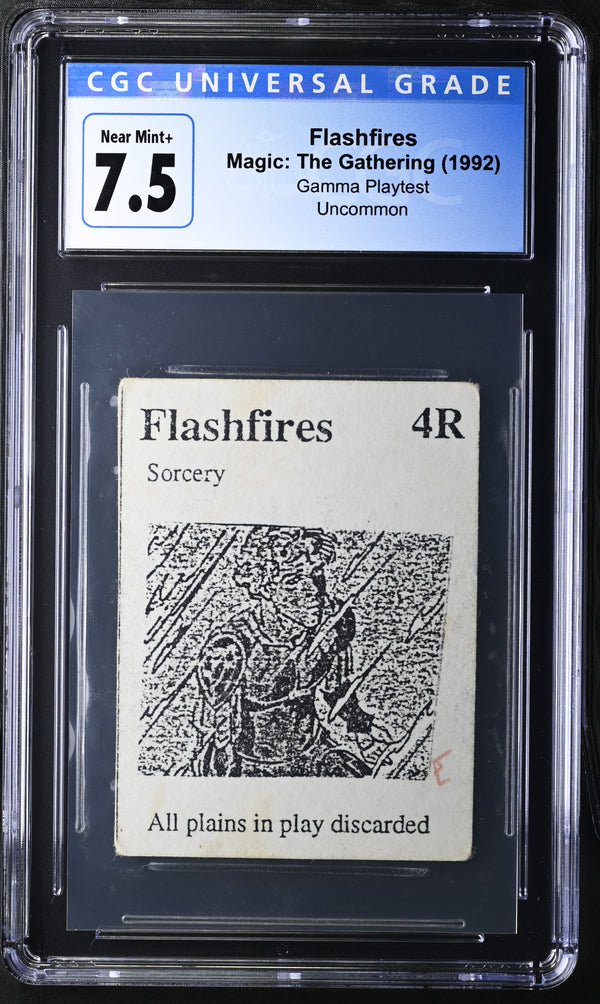 CGC UNIVERSAL GRADE
Near Mint+
7.5
Flashfires
Magic: The Gathering (1992)
Gamma Playtest
Uncommon
Flashfires 4R
Sorcery
E
All plains in play discarded